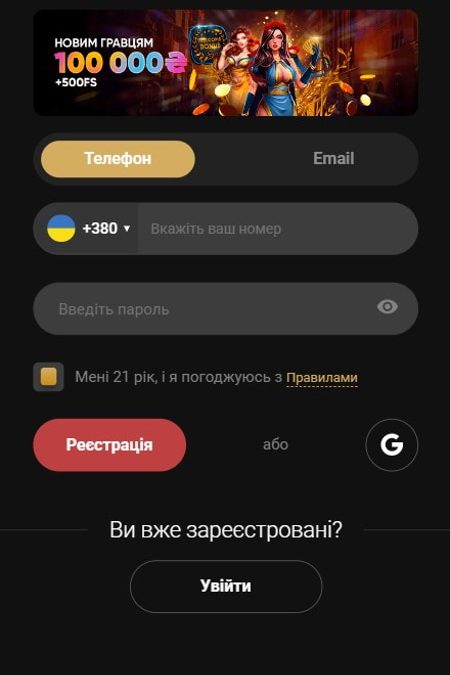 НОВИМ ГРАВЦЯМ
100 000₴
+500FS
Телефон
Email
+380 ▾
Вкажіть ваш номер
Введіть пароль
Мені 21 рік, і я погоджуюсь з Правилами
Реєстрація
або
G
Ви вже зареєстровані?
Увійти